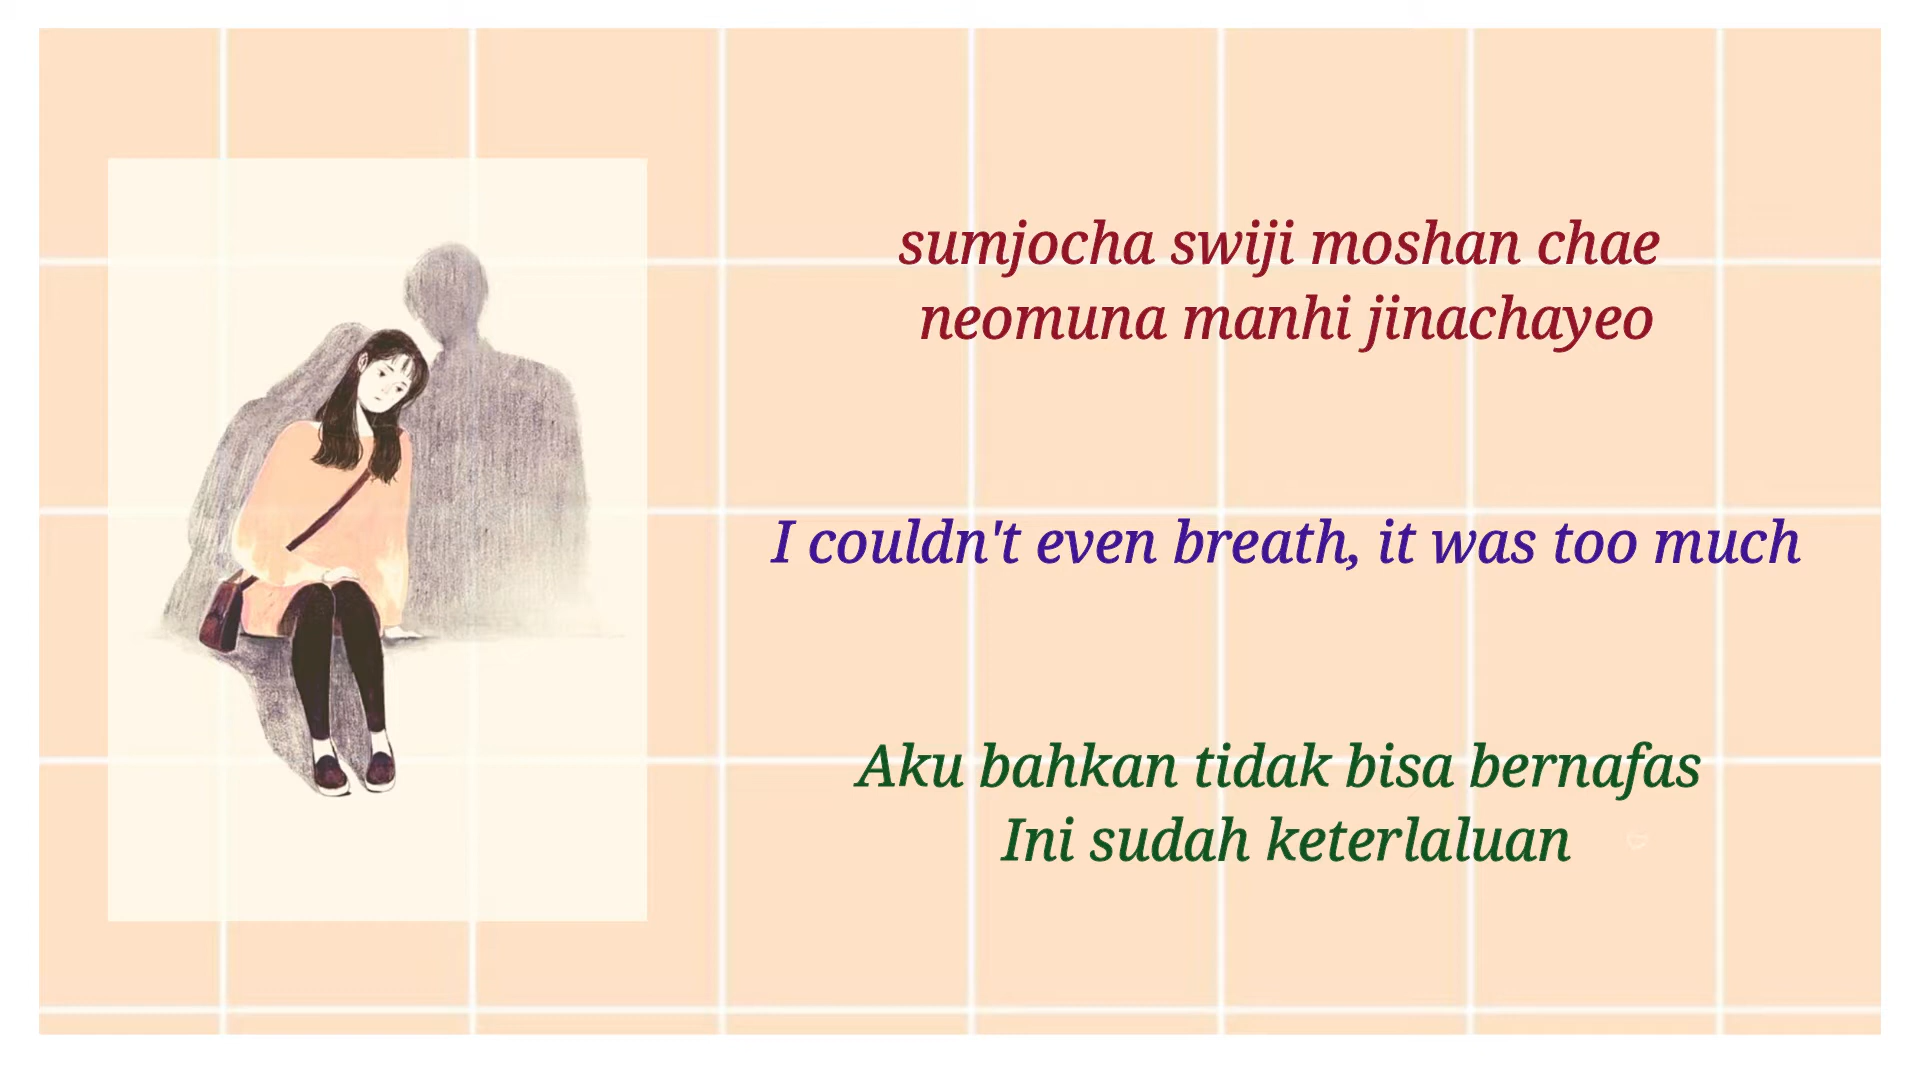 sumjocha swiji moshan chae
neomuna manhi jinachayeo
I couldn't even breath, it was too much
Aku bahkan tidak bisa bernafas
Ini sudah keterlaluan